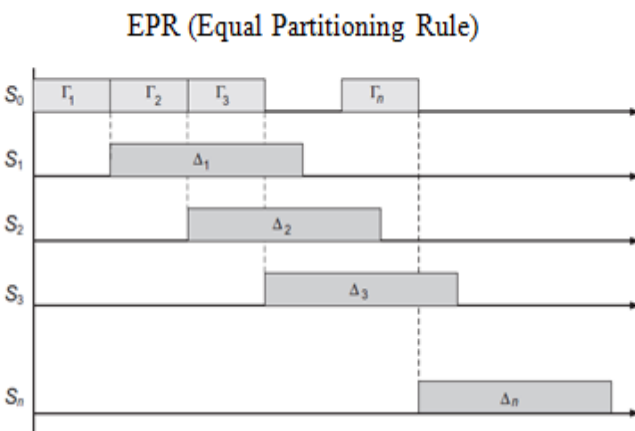 EPR (Equal Partitioning Rule)
S₀ Γ₁ Γ₂ Γ₃ Γₙ
S₁ Δ₁
S₂ Δ₂
S₃ Δ₃
Sₙ Δₙ